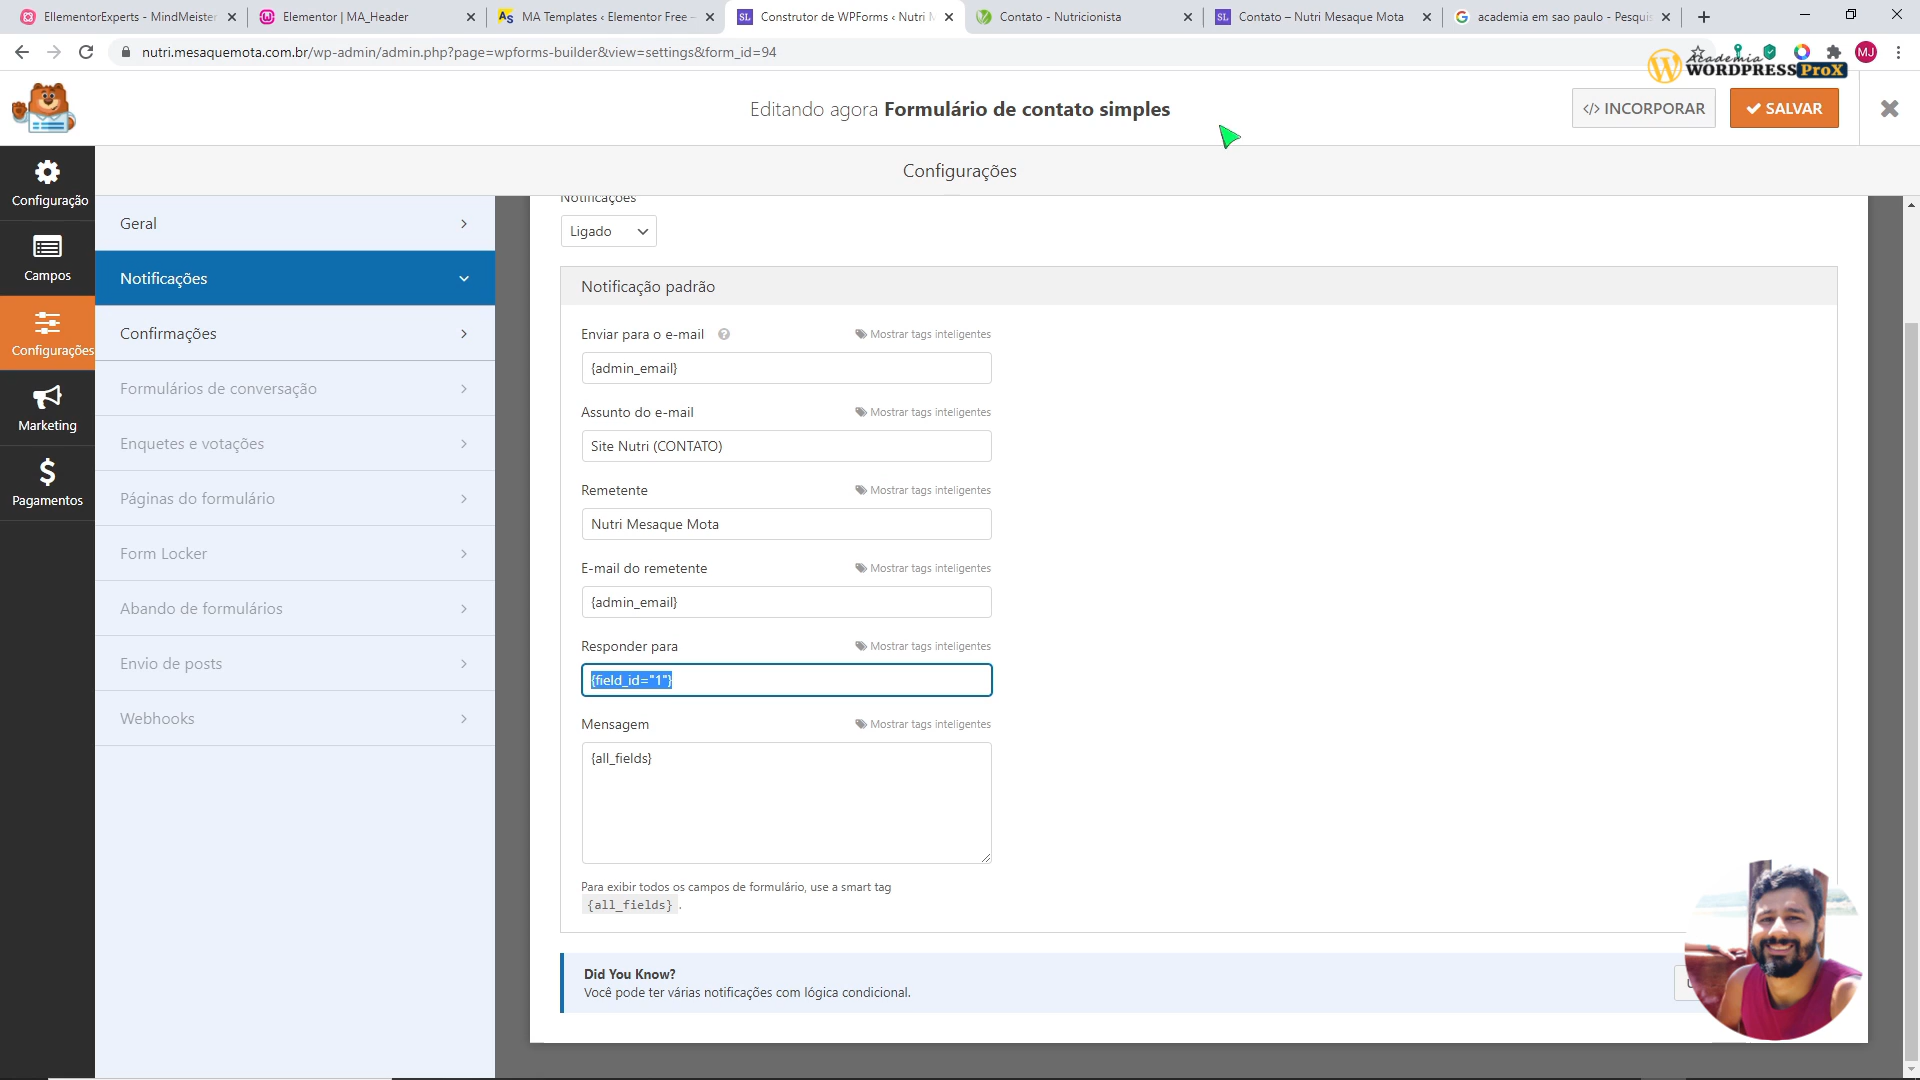 EllementorExperts - MindMeister
Elementor | MA_Header
MA Templates ‹ Elementor Free –
Construtor de WPForms ‹ Nutri M
Contato - Nutricionista
Contato – Nutri Mesaque Mota
academia em sao paulo - Pesqui
nutri.mesaquemota.com.br/wp-admin/admin.php?page=wpforms-builder&view=settings&form_id=94
MJ
Academia
WORDPRESS ProX
Editando agora Formulário de contato simples
</> INCORPORAR
SALVAR
Configurações
Configuração
Campos
Configurações
Marketing
Pagamentos
Geral
Notificações
Confirmações
Formulários de conversação
Enquetes e votações
Páginas do formulário
Form Locker
Abando de formulários
Envio de posts
Webhooks
Notificações
Ligado
Notificação padrão
Enviar para o e-mail
Mostrar tags inteligentes
{admin_email}
Assunto do e-mail
Mostrar tags inteligentes
Site Nutri (CONTATO)
Remetente
Mostrar tags inteligentes
Nutri Mesaque Mota
E-mail do remetente
Mostrar tags inteligentes
{admin_email}
Responder para
Mostrar tags inteligentes
{field_id="1"}
Mensagem
Mostrar tags inteligentes
{all_fields}
Para exibir todos os campos de formulário, use a smart tag
{all_fields} .
Did You Know?
Você pode ter várias notificações com lógica condicional.